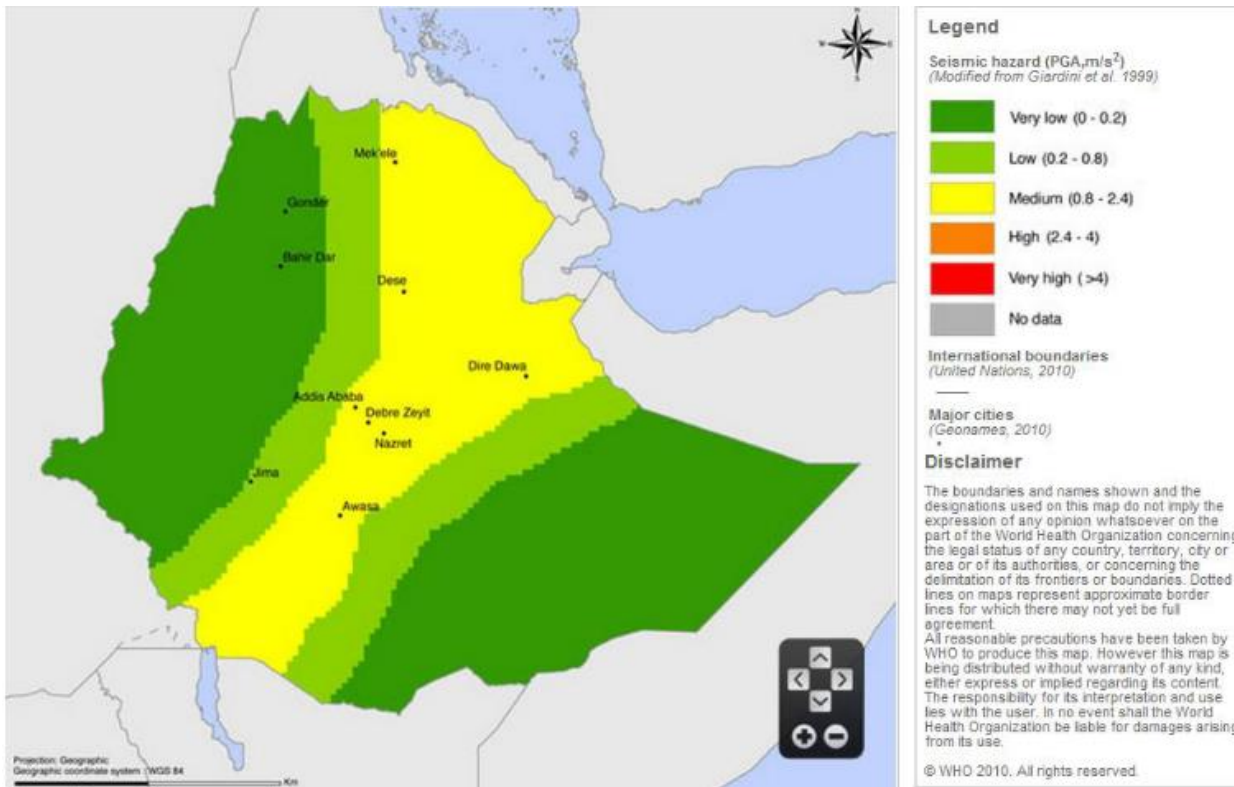 N
W
E
S
Mek'ele
Gonder
Bahir Dar
Dese
Dire Dawa
Addis Ababa
Debre Zeyit
Nazret
Jima
Awasa
Projection: Geographic
Geographic coordinate system : WGS 84
Km
Legend
Seismic hazard (PGA,m/s²)
(Modified from Giardini et al. 1999)
Very low (0 - 0.2)
Low (0.2 - 0.8)
Medium (0.8 - 2.4)
High (2.4 - 4)
Very high ( >4)
No data
International boundaries
(United Nations, 2010)
Major cities
(Geonames, 2010)
Disclaimer
The boundaries and names shown and the
designations used on this map do not imply the
expression of any opinion whatsoever on the
part of the World Health Organization concerning
the legal status of any country, territory, city or
area or of its authorities, or concerning the
delimitation of its frontiers or boundaries. Dotted
lines on maps represent approximate border
lines for which there may not yet be full
agreement.
All reasonable precautions have been taken by
WHO to produce this map. However this map is
being distributed without warranty of any kind,
either express or implied regarding its content.
The responsibility for its interpretation and use
lies with the user. In no event shall the World
Health Organization be liable for damages arising
from its use.
© WHO 2010. All rights reserved.